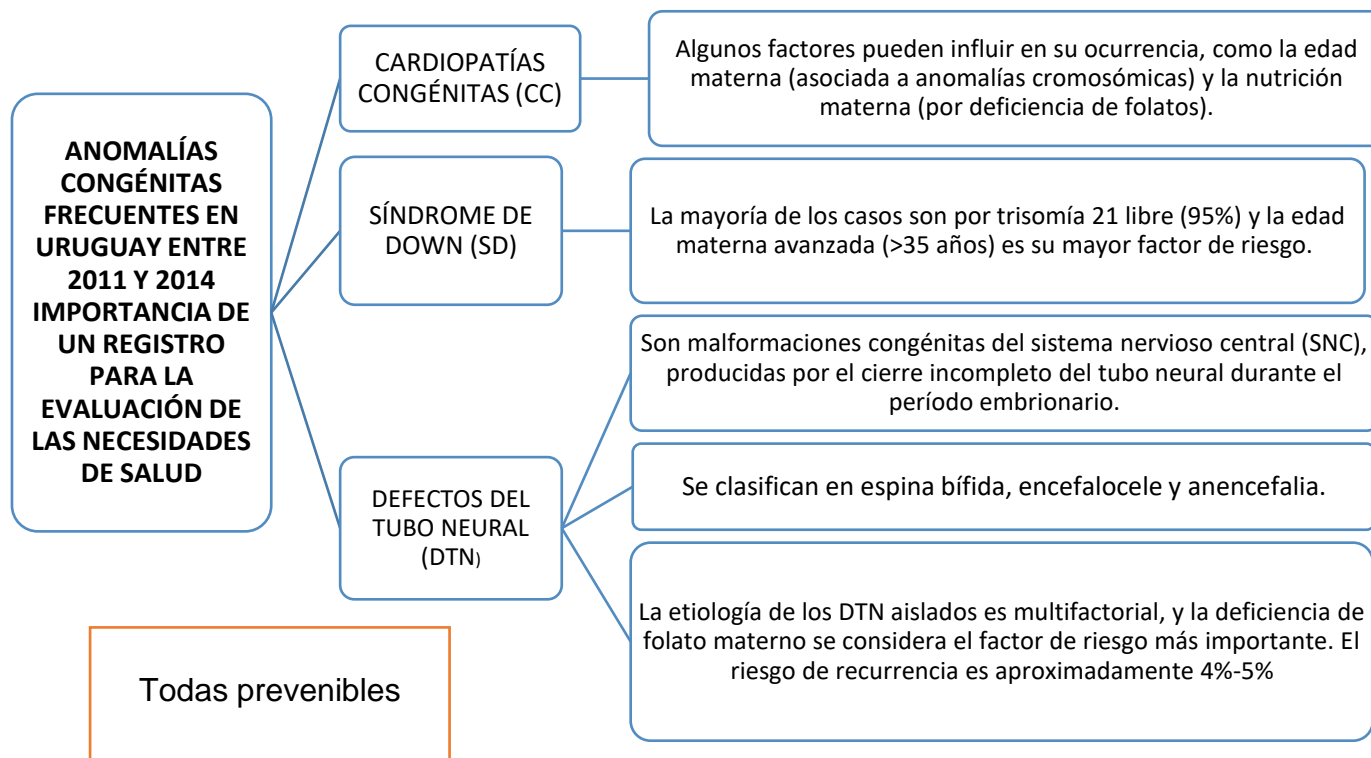 ANOMALÍAS
CONGÉNITAS
FRECUENTES EN
URUGUAY ENTRE
2011 Y 2014
IMPORTANCIA DE
UN REGISTRO
PARA LA
EVALUACIÓN DE
LAS NECESIDADES
DE SALUD
CARDIOPATÍAS
CONGÉNITAS (CC)
Algunos factores pueden influir en su ocurrencia, como la edad
materna (asociada a anomalías cromosómicas) y la nutrición
materna (por deficiencia de folatos).
SÍNDROME DE
DOWN (SD)
La mayoría de los casos son por trisomía 21 libre (95%) y la edad
materna avanzada (>35 años) es su mayor factor de riesgo.
DEFECTOS DEL
TUBO NEURAL
(DTN)
Son malformaciones congénitas del sistema nervioso central (SNC),
producidas por el cierre incompleto del tubo neural durante el
período embrionario.
Se clasifican en espina bífida, encefalocele y anencefalia.
La etiología de los DTN aislados es multifactorial, y la deficiencia de
folato materno se considera el factor de riesgo más importante. El
riesgo de recurrencia es aproximadamente 4%-5%
Todas prevenibles